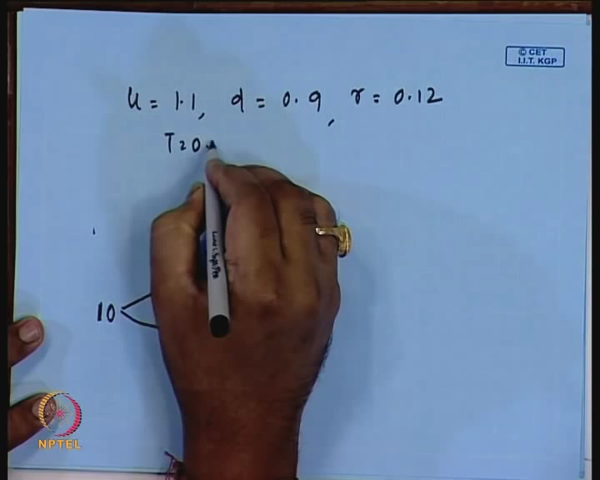 © CET
I.I.T. KGP
u = 1.1, d = 0.9, r = 0.12
T = 0.
10
NPTEL